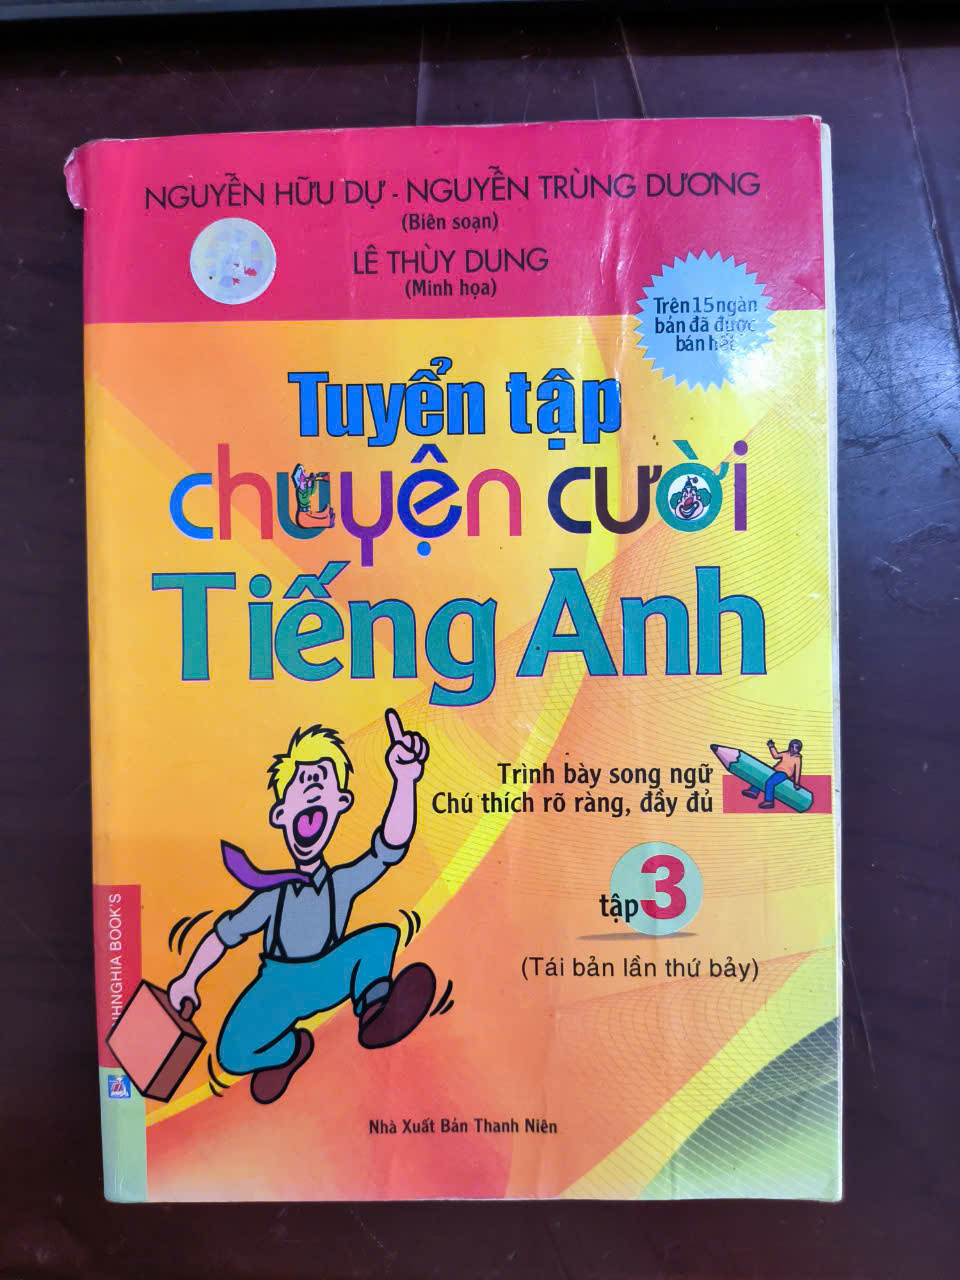 NGUYỄN HỮU DỰ - NGUYỄN TRÙNG DƯƠNG
(Biên soạn)
LÊ THÙY DUNG
(Minh họa)
Trên 15 ngàn
bản đã được
bán hết
Tuyển tập
chuyện cười
Tiếng Anh
Trình bày song ngữ
Chú thích rõ ràng, đầy đủ
tập 3
(Tái bản lần thứ bảy)
BOOK'S
Nhà Xuất Bản Thanh Niên